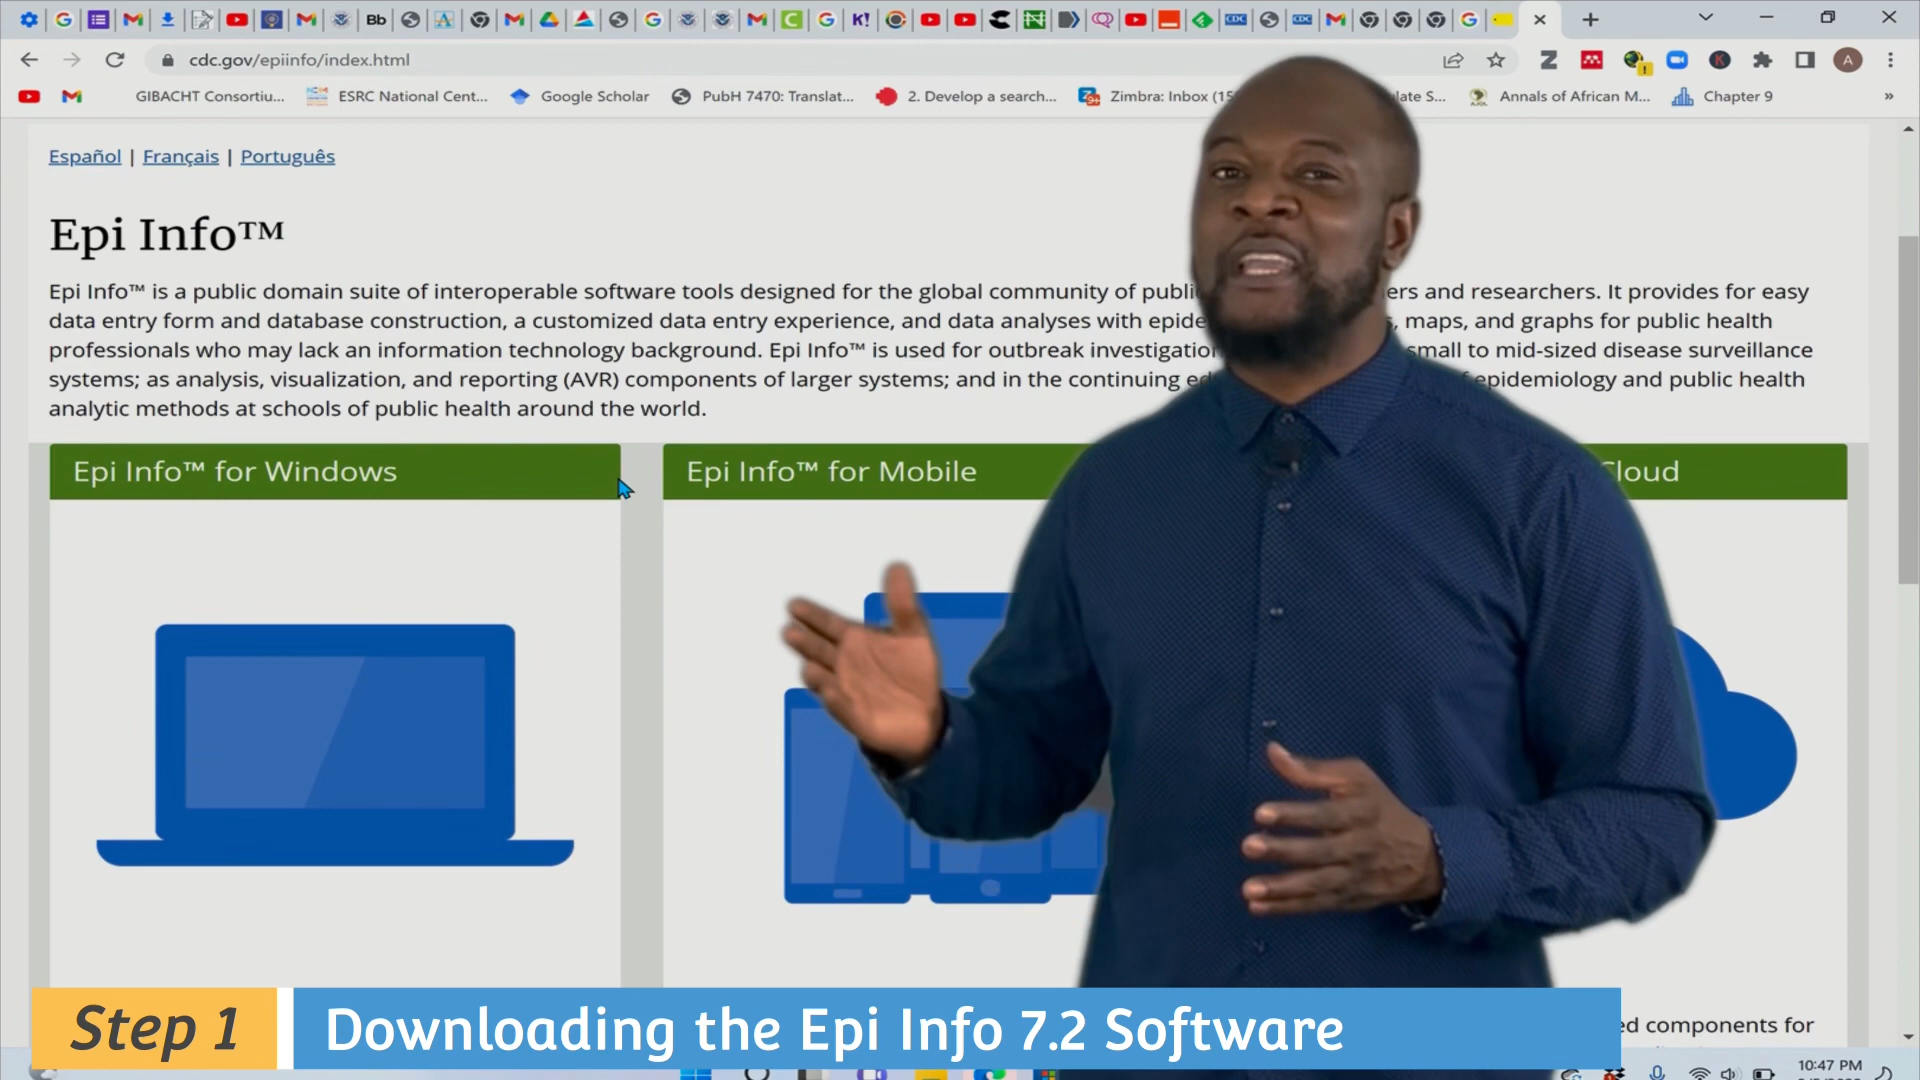 Bb
K!
CDC
CDC
cdc.gov/epiinfo/index.html
A
GIBACHT Consortiu... ESRC National Cent... Google Scholar PubH 7470: Translat... 2. Develop a search... Zimbra: Inbox (15 late S... Annals of African M... Chapter 9 »
Español | Français | Português
Epi Info™
Epi Info™ is a public domain suite of interoperable software tools designed for the global community of publi ers and researchers. It provides for easy
data entry form and database construction, a customized data entry experience, and data analyses with epide , maps, and graphs for public health
professionals who may lack an information technology background. Epi Info™ is used for outbreak investigation small to mid-sized disease surveillance
systems; as analysis, visualization, and reporting (AVR) components of larger systems; and in the continuing ed epidemiology and public health
analytic methods at schools of public health around the world.
Epi Info™ for Windows
Epi Info™ for Mobile
Cloud
ed components for
Step 1 Downloading the Epi Info 7.2 Software
10:47 PM